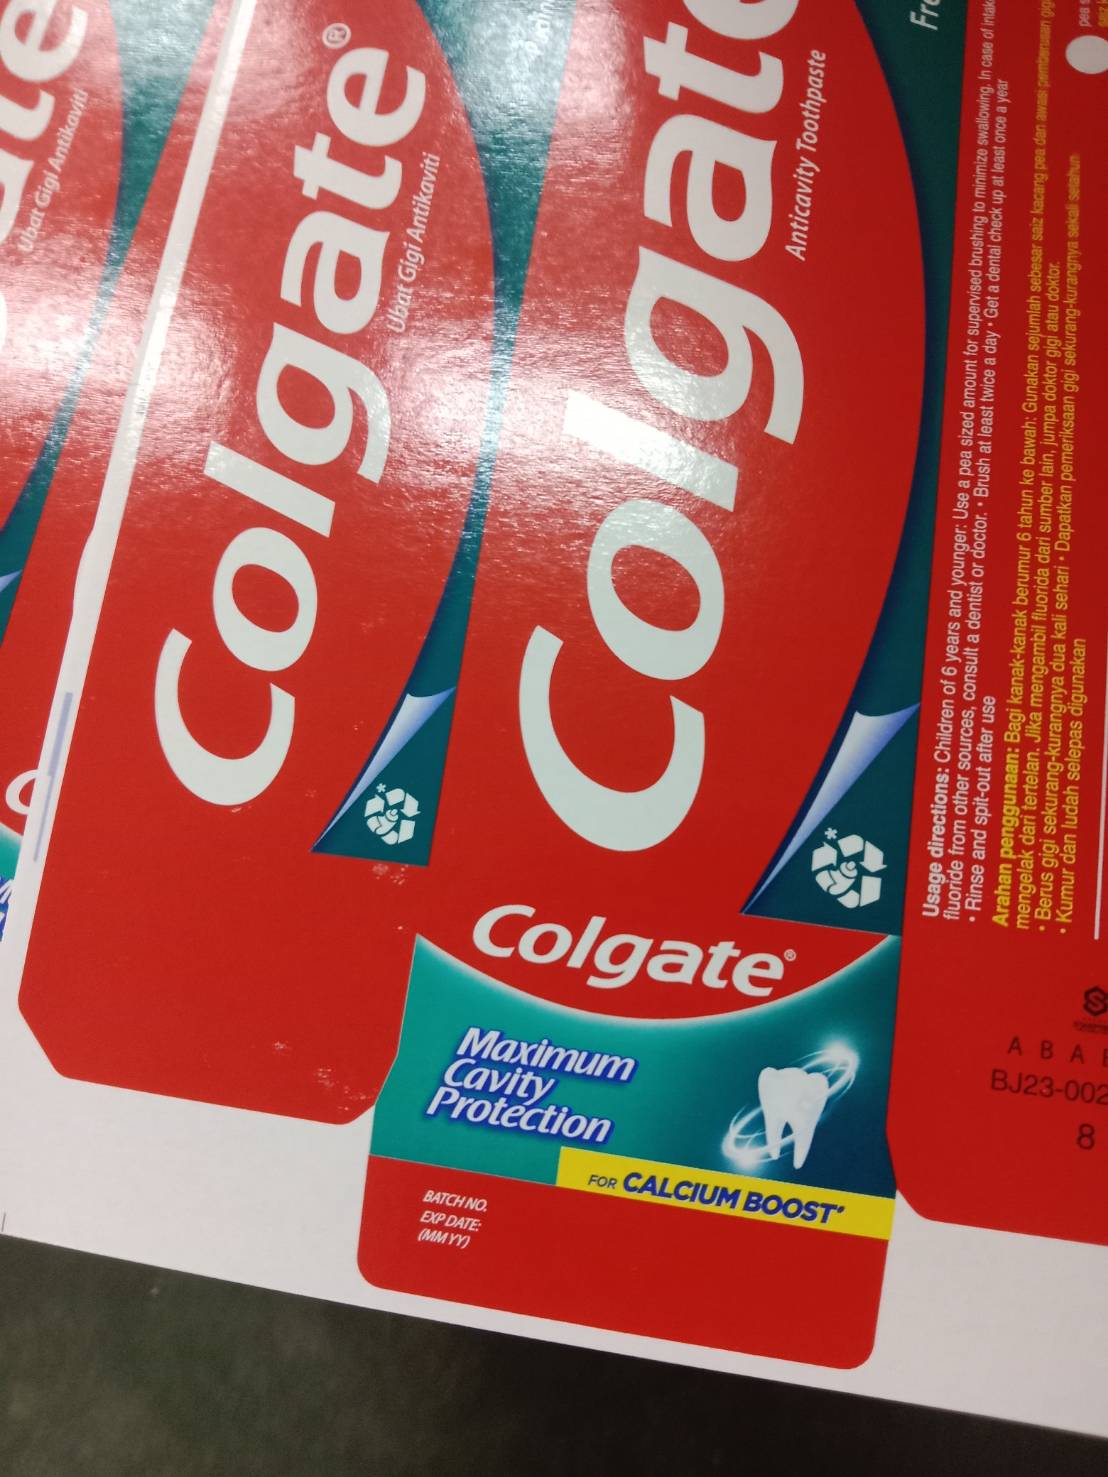 Colgate®
Ubat Gigi Antikaviti
Ubat Gigi Antikaviti
Colgate
Anticavity Toothpaste
Usage directions: Children of 6 years and younger: Use a pea sized amount for supervised brushing to minimize swallowing. In case of intake
fluoride from other sources, consult a dentist or doctor. • Brush at least twice a day • Get a dental check up at least once a year
• Rinse and spit-out after use
Arahan penggunaan: Bagi kanak-kanak berumur 6 tahun ke bawah: Gunakan sejumlah sebesar saiz kacang pea dan awasi pemberusan
mengelak dari tertelan. Jika mengambil fluorida dari sumber lain, jumpa doktor gigi atau doktor.
• Berus gigi sekurang-kurangnya dua kali sehari • Dapatkan pemeriksaan gigi sekurang-kurangnya sekali setahun
• Kumur dan ludah selepas digunakan
Colgate®
Maximum
Cavity
Protection
FOR CALCIUM BOOST*
BATCH NO.
EXP DATE:
(MM YY)
A B A
BJ23-002
8